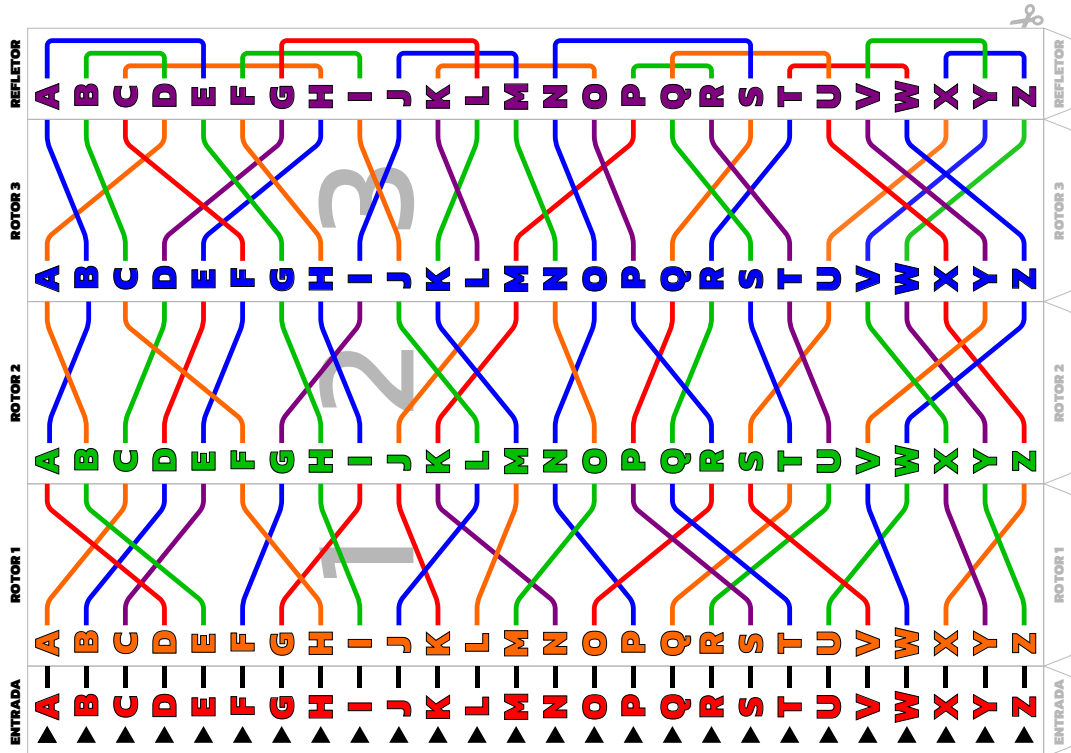 REFLETOR A B C D E F G H I J K L M N O P Q R S T U V W X Y Z REFLETOR
3
ROTOR 3 A B C D E F G H I J K L M N O P Q R S T U V W X Y Z ROTOR 3
2
ROTOR 2 A B C D E F G H I J K L M N O P Q R S T U V W X Y Z ROTOR 2
1
ROTOR 1 A B C D E F G H I J K L M N O P Q R S T U V W X Y Z ROTOR 1
ENTRADA A B C D E F G H I J K L M N O P Q R S T U V W X Y Z ENTRADA